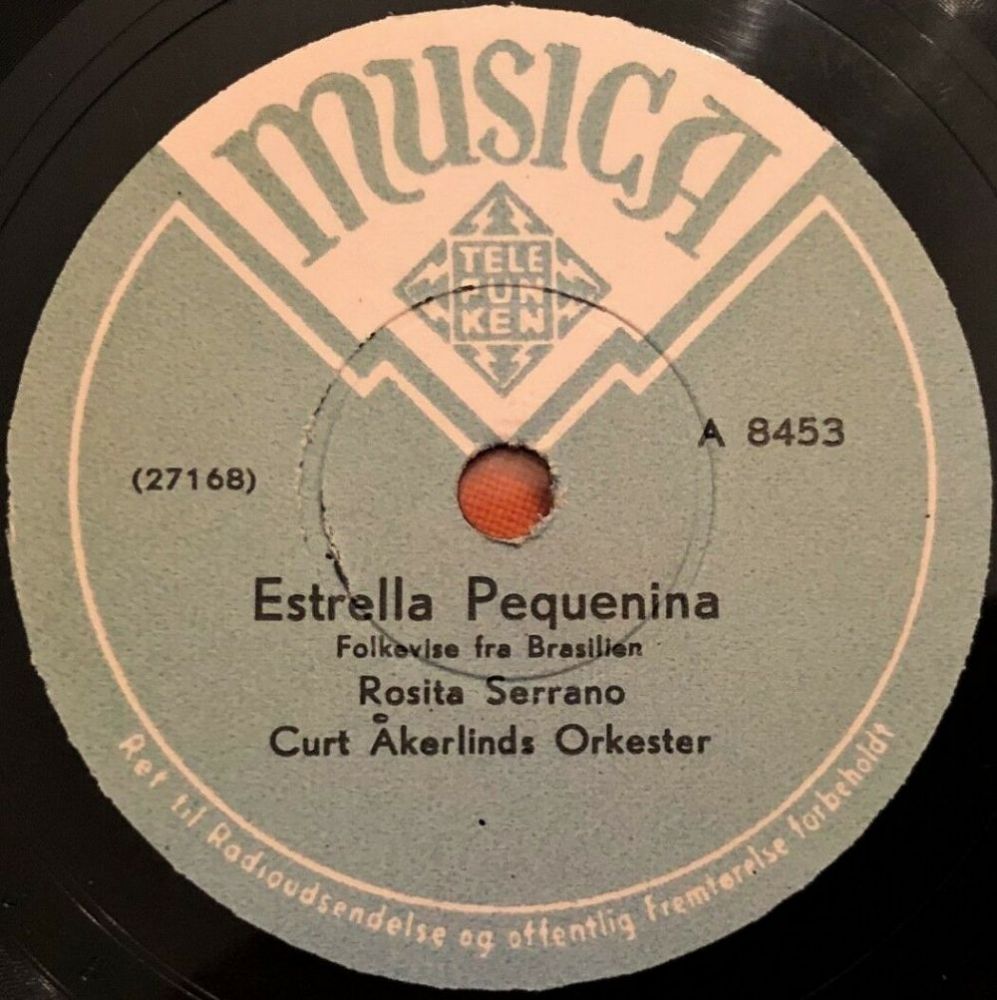 MUSICA
TELE
FUN
KEN
A 8453
(27168)
Estrella Pequenina
Folkevise fra Brasilien
Rosita Serrano
Curt Åkerlinds Orkester
Ret til Radioudsendelse og offentlig Fremførelse forbeholdt